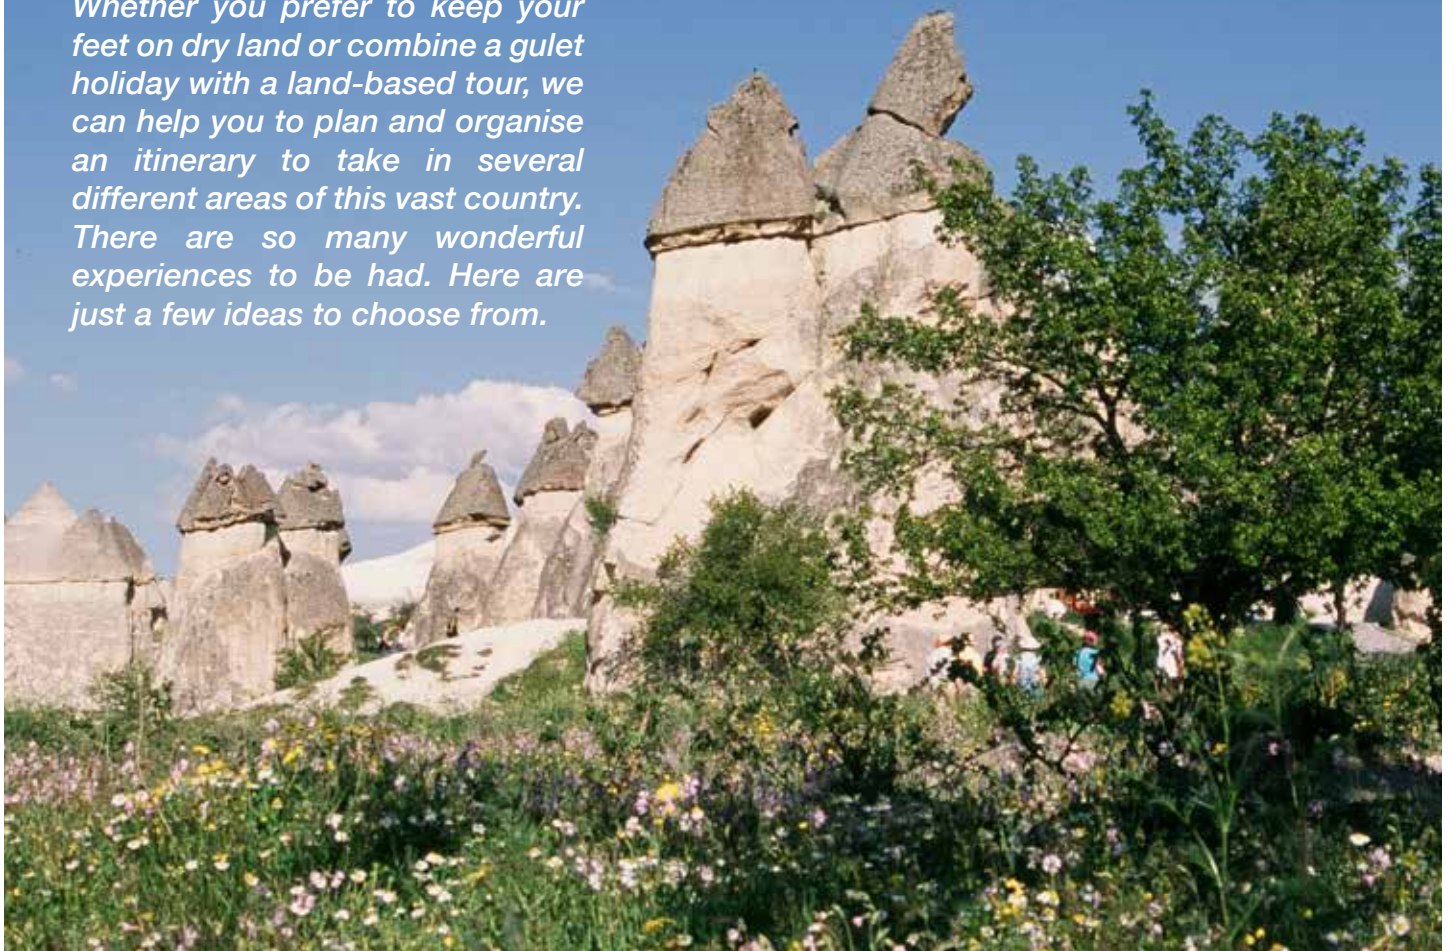 Whether you prefer to keep your
feet on dry land or combine a gulet
holiday with a land-based tour, we
can help you to plan and organise
an itinerary to take in several
different areas of this vast country.
There are so many wonderful
experiences to be had. Here are
just a few ideas to choose from.